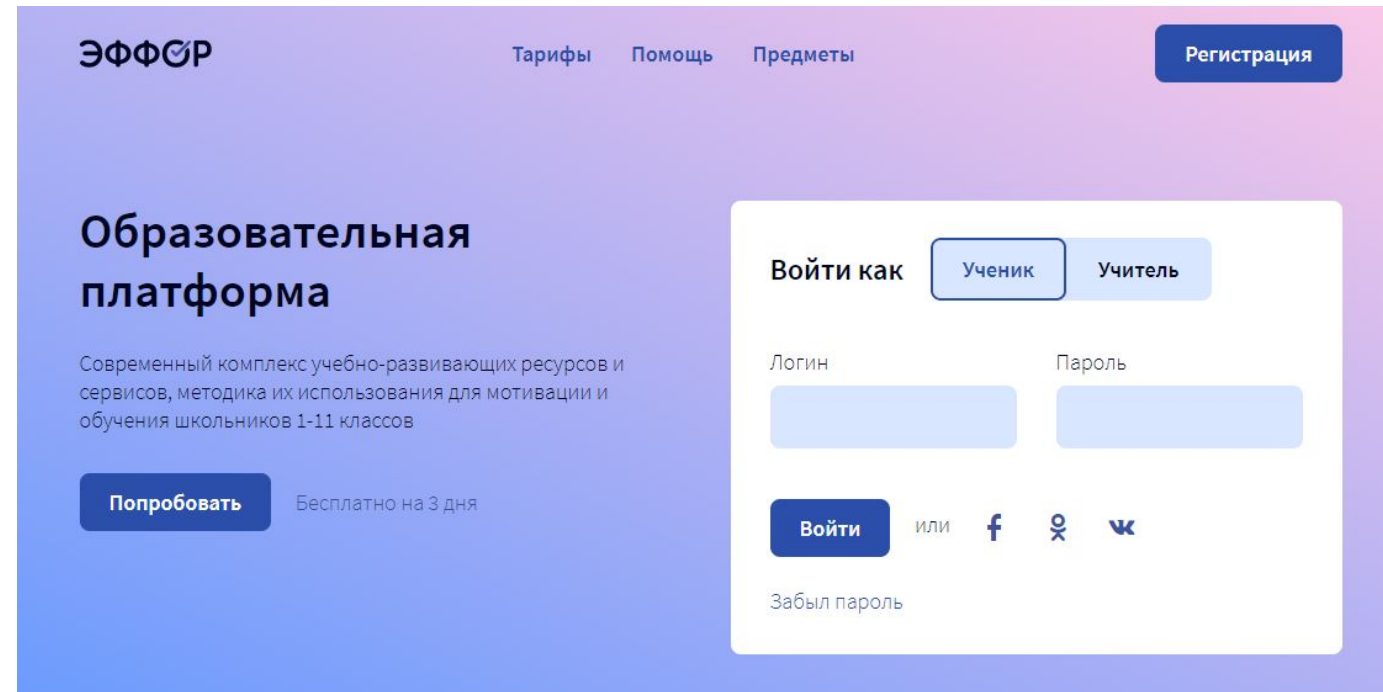 ЭФФОР
Тарифы Помощь Предметы
Регистрация
Образовательная
платформа
Современный комплекс учебно-развивающих ресурсов и
сервисов, методика их использования для мотивации и
обучения школьников 1-11 классов
Попробовать Бесплатно на 3 дня
Войти как Ученик Учитель
Логин Пароль
Войти или
Забыл пароль